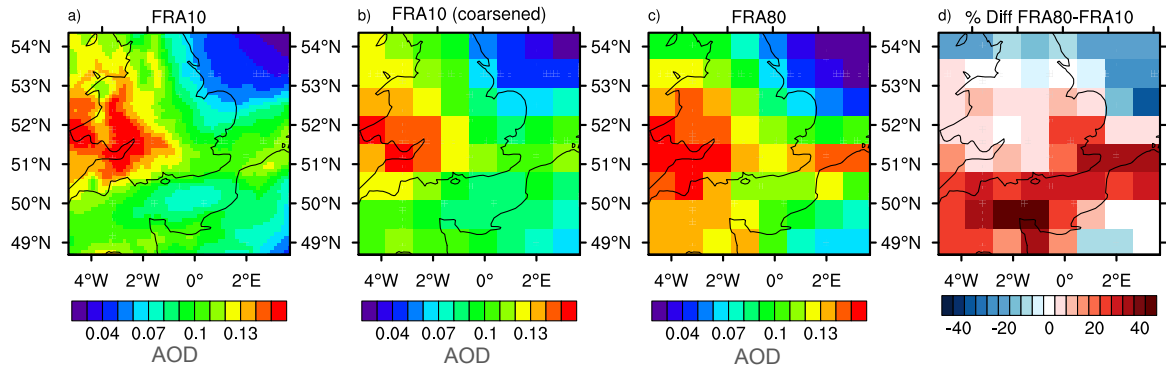 a) FRA10
b) FRA10 (coarsened)
c) FRA80
d) % Diff FRA80-FRA10
54°N 54°N 54°N 54°N
53°N 53°N 53°N 53°N
52°N 52°N 52°N 52°N
51°N 51°N 51°N 51°N
50°N 50°N 50°N 50°N
49°N 49°N 49°N 49°N
4°W 2°W 0° 2°E 4°W 2°W 0° 2°E 4°W 2°W 0° 2°E 4°W 2°W 0° 2°E
0.04 0.07 0.1 0.13 0.04 0.07 0.1 0.13 0.04 0.07 0.1 0.13 -40 -20 0 20 40
AOD AOD AOD